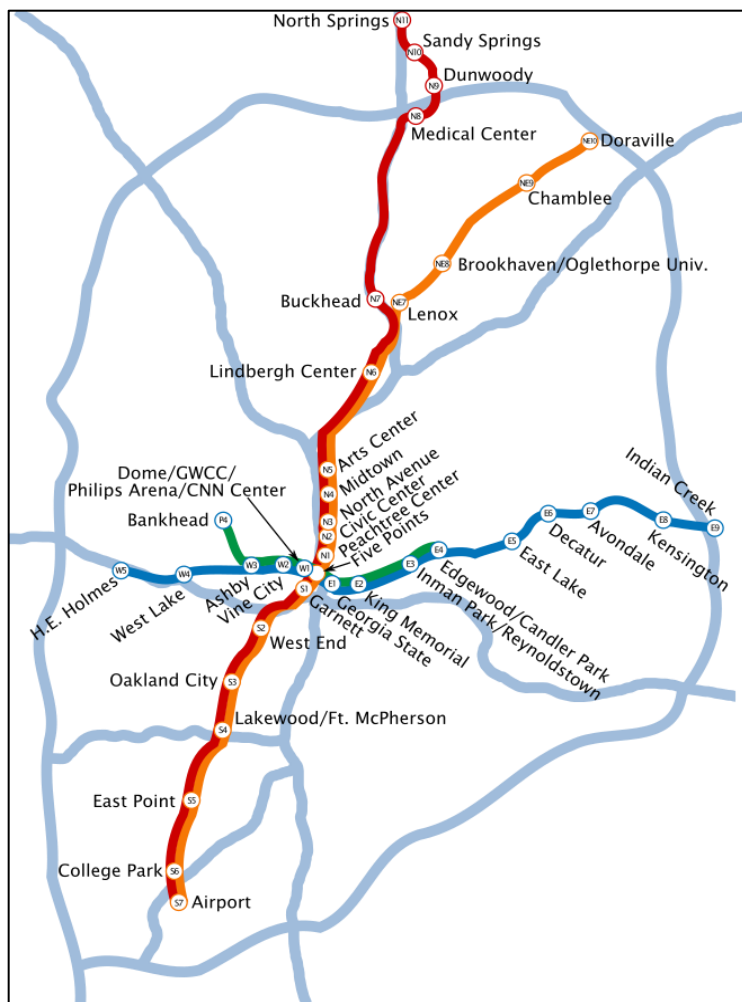 North Springs
N11
Sandy Springs
N10
Dunwoody
N9
N8
Medical Center
NE10
Doraville
NE9
Chamblee
NE8
Brookhaven/Oglethorpe Univ.
Buckhead
N7
NE7
Lenox
Lindbergh Center
N6
Arts Center
N5
Midtown
N4
North Avenue
N3
Civic Center
N2
Peachtree Center
N1
Five Points
Dome/GWCC/
Philips Arena/CNN Center
Bankhead
P4
H.E. Holmes
W5
West Lake
W4
Ashby
W3
Vine City
W2
W1
Garnett
S1
Georgia State
E1
King Memorial
E2
Inman Park/Reynoldstown
E3
Edgewood/Candler Park
E4
East Lake
E5
Decatur
E6
Avondale
E7
Kensington
E8
Indian Creek
E9
S2
West End
Oakland City
S3
S4
Lakewood/Ft. McPherson
East Point
S5
College Park
S6
S7
Airport